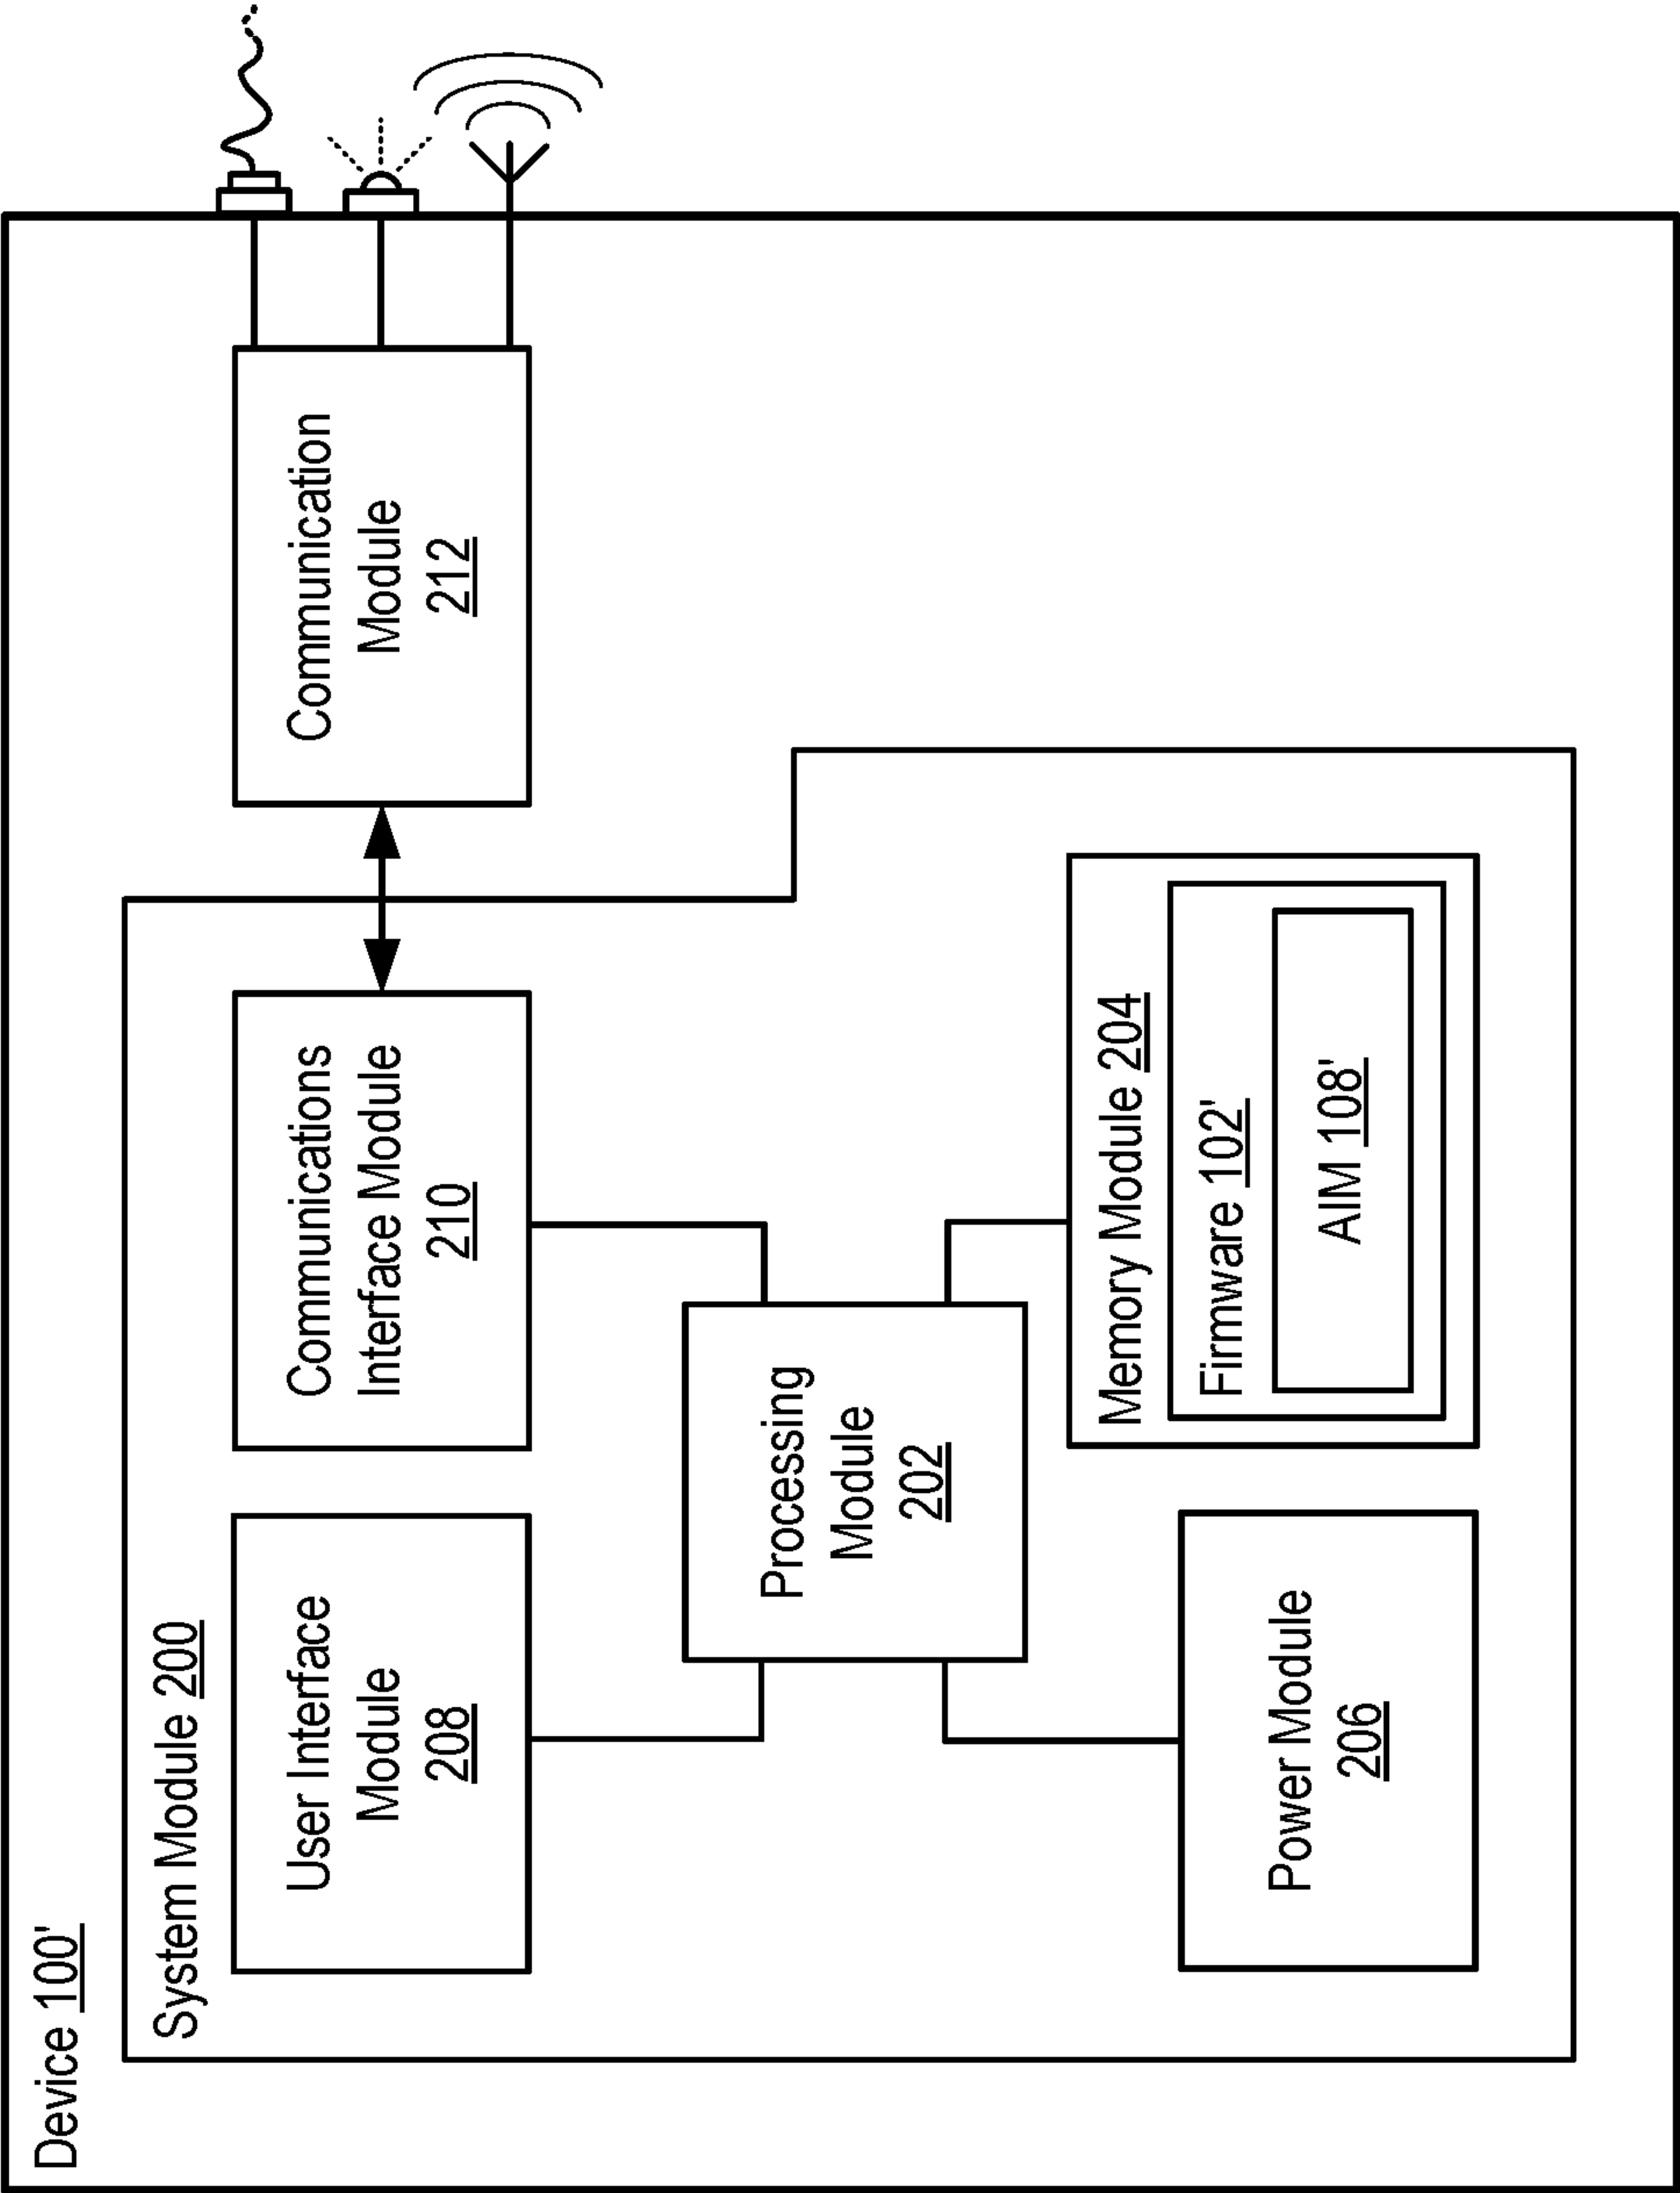 Device 100'
System Module 200
User Interface
Module
208
Communications
Interface Module
210
Communication
Module
212
Processing
Module
202
Power Module
206
Memory Module 204
Firmware 102'
AIM 108'